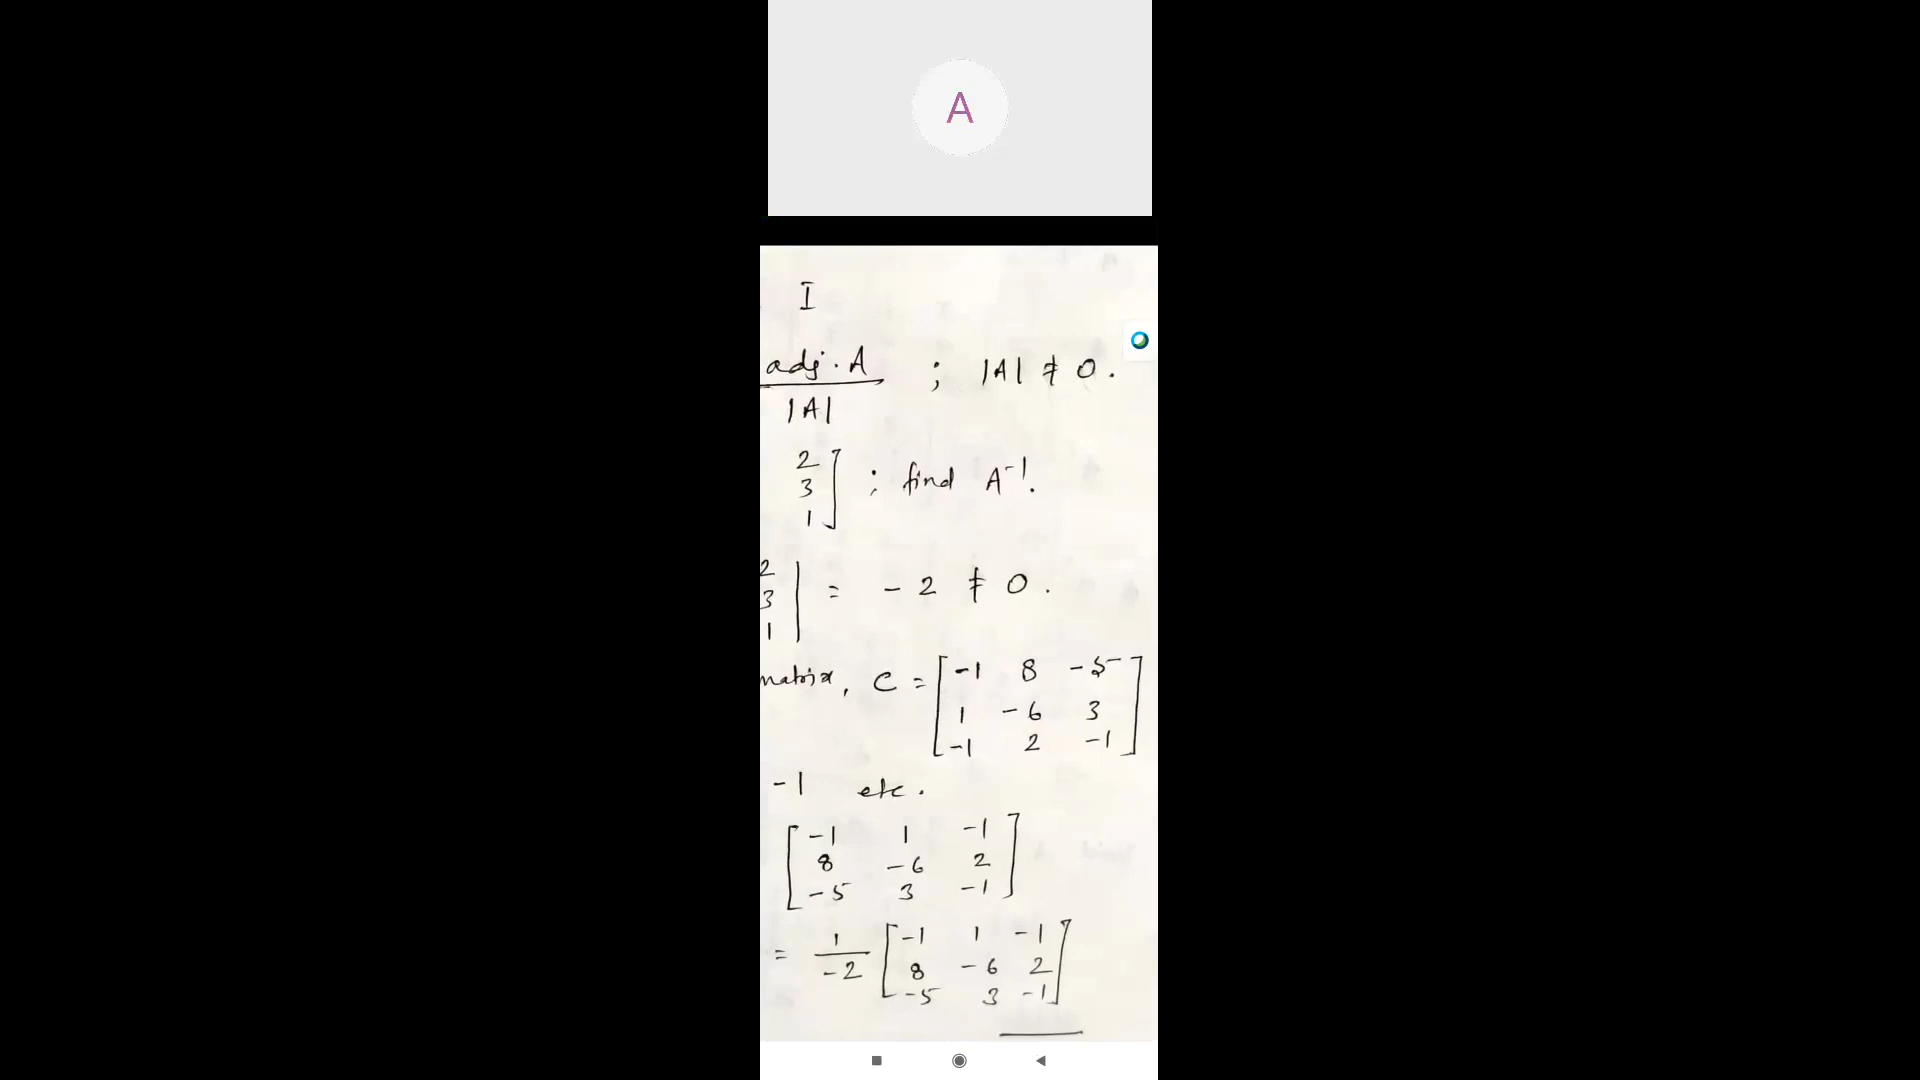 A
I
adj. A ; |A| ≠ 0.
|A|
2
3 ; find A⁻¹.
1
2
3 = -2 ≠ 0.
1
matrix, C = [ -1 8 -5
1 -6 3
-1 2 -1 ]
-1 etc.
[ -1 1 -1
8 -6 2
-5 3 -1 ]
= 1/-2 [ -1 1 -1
8 -6 2
-5 3 -1 ]